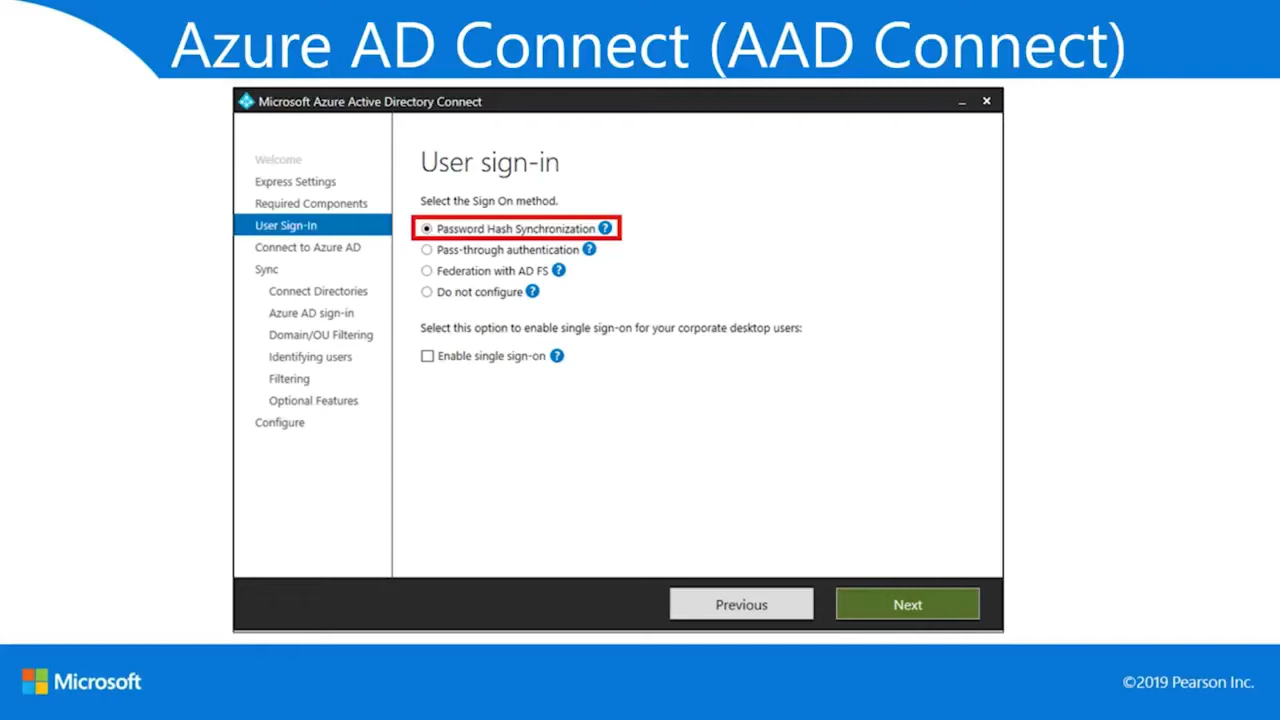 Azure AD Connect (AAD Connect)
Microsoft Azure Active Directory Connect
Welcome
Express Settings
Required Components
User Sign-In
Connect to Azure AD
Sync
Connect Directories
Azure AD sign-in
Domain/OU Filtering
Identifying users
Filtering
Optional Features
Configure
User sign-in
Select the Sign On method.
Password Hash Synchronization ?
Pass-through authentication ?
Federation with AD FS ?
Do not configure ?
Select this option to enable single sign-on for your corporate desktop users:
Enable single sign-on ?
Previous
Next
Microsoft
©2019 Pearson Inc.